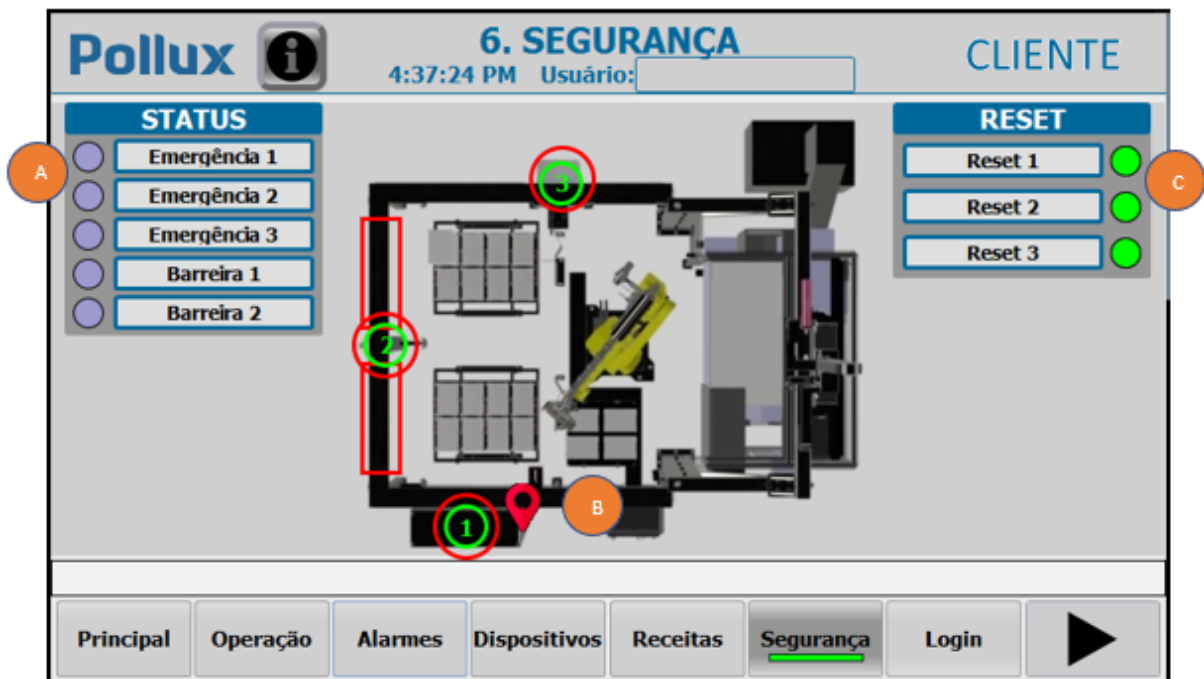 Pollux
i
6. SEGURANÇA
4:37:24 PM Usuário:
CLIENTE
STATUS
A
Emergência 1
Emergência 2
Emergência 3
Barreira 1
Barreira 2
3
2
1
B
RESET
Reset 1
Reset 2
Reset 3
C
Principal Operação Alarmes Dispositivos Receitas Segurança Login